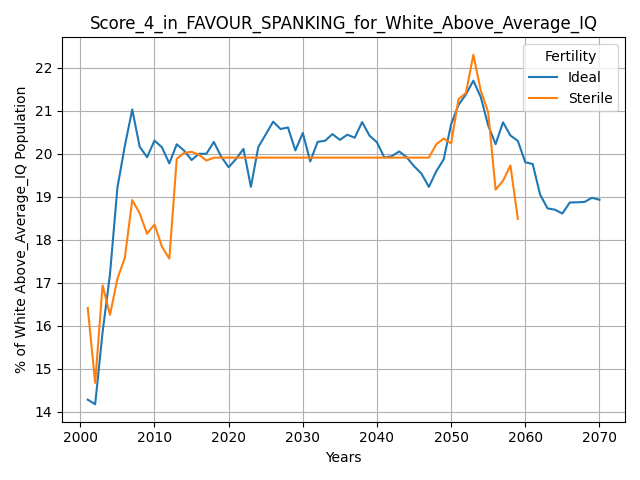 Score_4_in_FAVOUR_SPANKING_for_White_Above_Average_IQ
Fertility
Ideal
Sterile
% of White Above_Average_IQ Population
22
21
20
19
18
17
16
15
14
2000 2010 2020 2030 2040 2050 2060 2070
Years